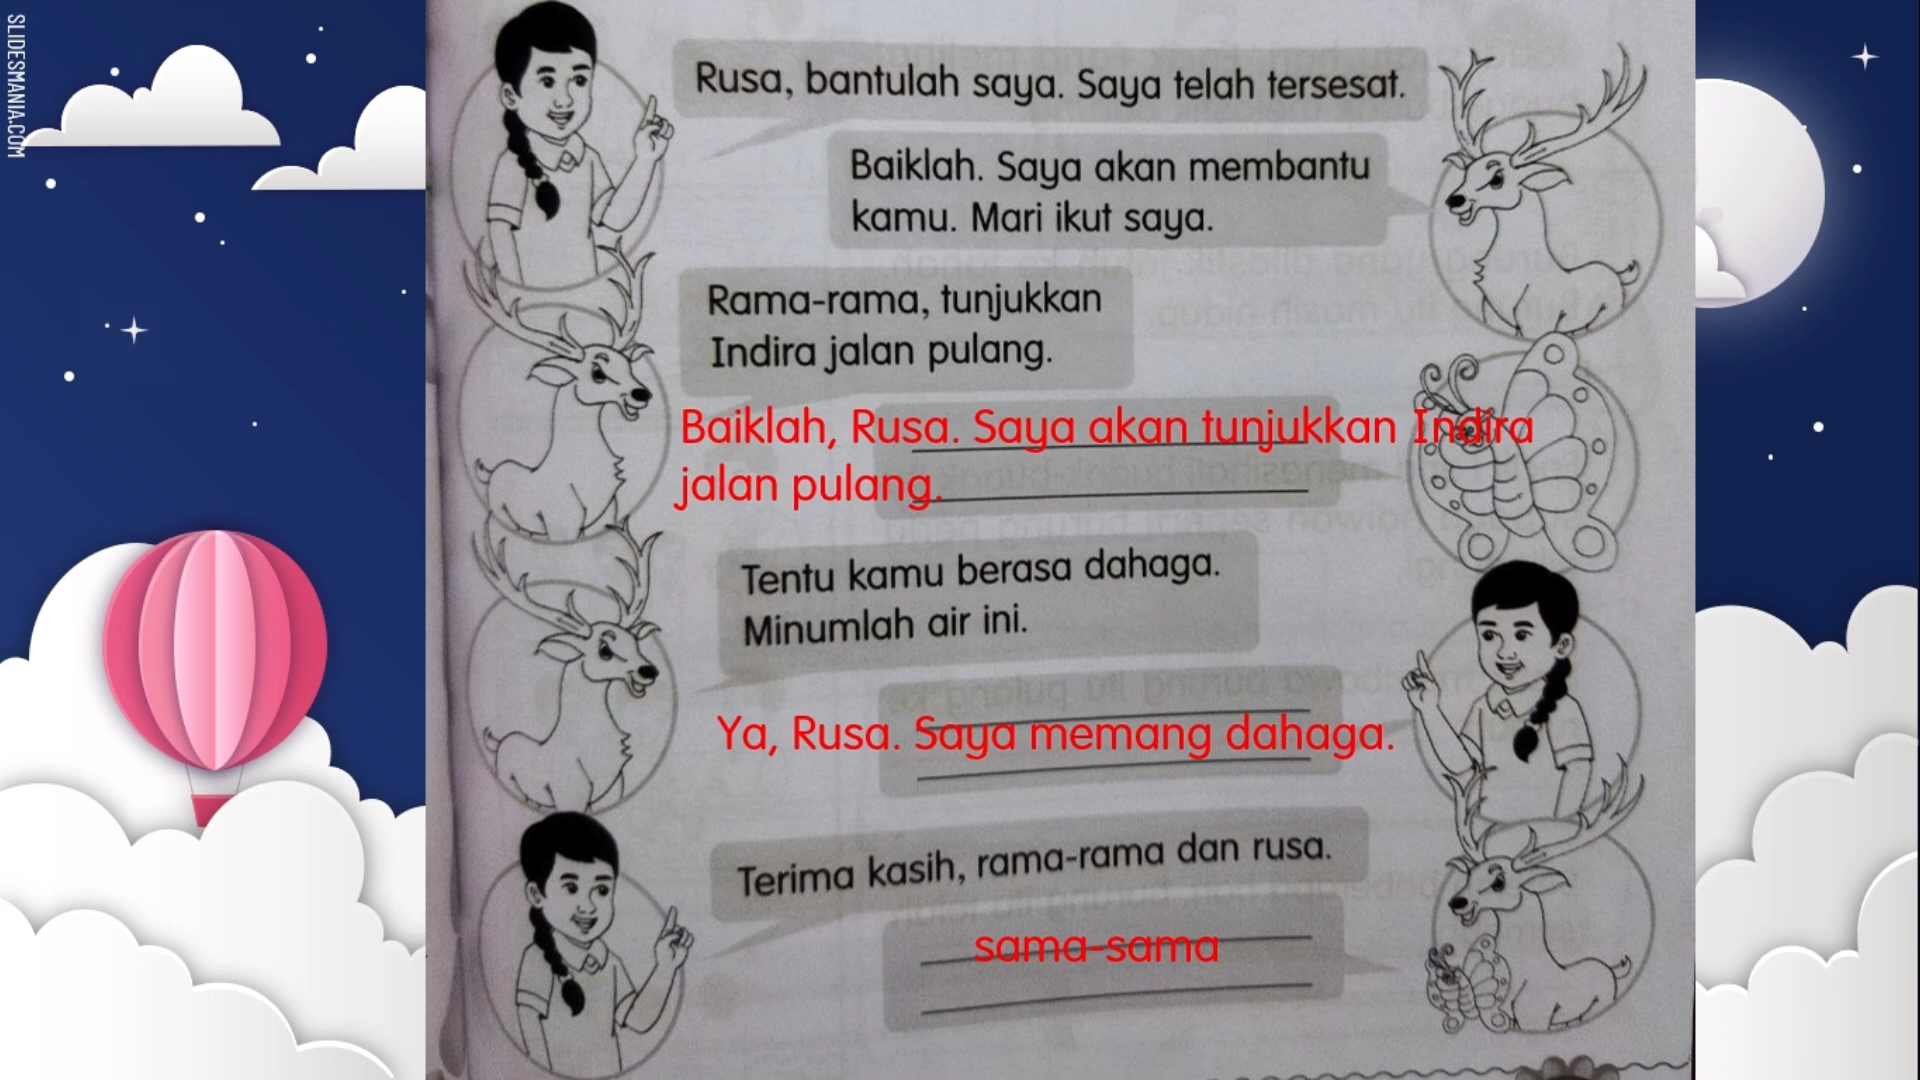 SLIDESMANIA.COM
Rusa, bantulah saya. Saya telah tersesat.
Baiklah. Saya akan membantu
kamu. Mari ikut saya.
Rama-rama, tunjukkan
Indira jalan pulang.
Baiklah, Rusa. Saya akan tunjukkan Indira
jalan pulang.
Tentu kamu berasa dahaga.
Minumlah air ini.
Ya, Rusa. Saya memang dahaga.
Terima kasih, rama-rama dan rusa.
sama-sama